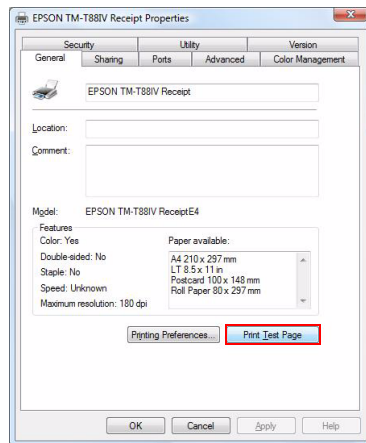 EPSON TM-T88IV Receipt Properties
Security Utility Version
General Sharing Ports Advanced Color Management
EPSON TM-T88IV Receipt
Location:
Comment:
Model: EPSON TM-T88IV ReceiptE4
Features
Color: Yes
Double-sided: No
Staple: No
Speed: Unknown
Maximum resolution: 180 dpi
Paper available:
A4 210 x 297 mm
LT 8.5 x 11 in
Postcard 100 x 148 mm
Roll Paper 80 x 297 mm
Printing Preferences... Print Test Page
OK Cancel Apply Help